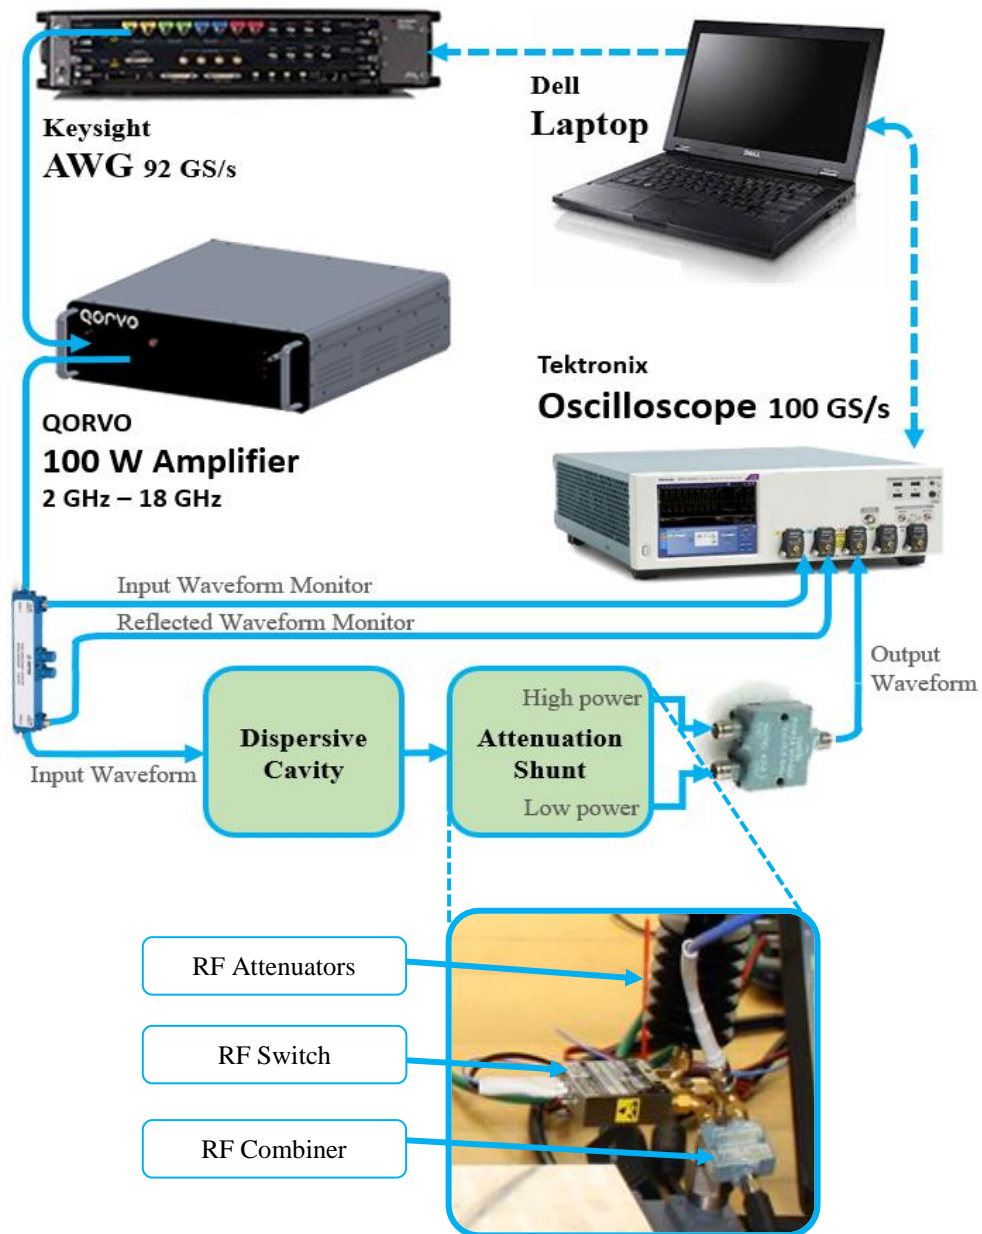 Keysight
AWG 92 GS/s
Dell
Laptop
DELL
QORVO
QORVO
100 W Amplifier
2 GHz – 18 GHz
Tektronix
Oscilloscope 100 GS/s
Input Waveform Monitor
Reflected Waveform Monitor
Output
Waveform
Input Waveform
Dispersive
Cavity
High power
Attenuation
Shunt
Low power
RF Attenuators
RF Switch
RF Combiner